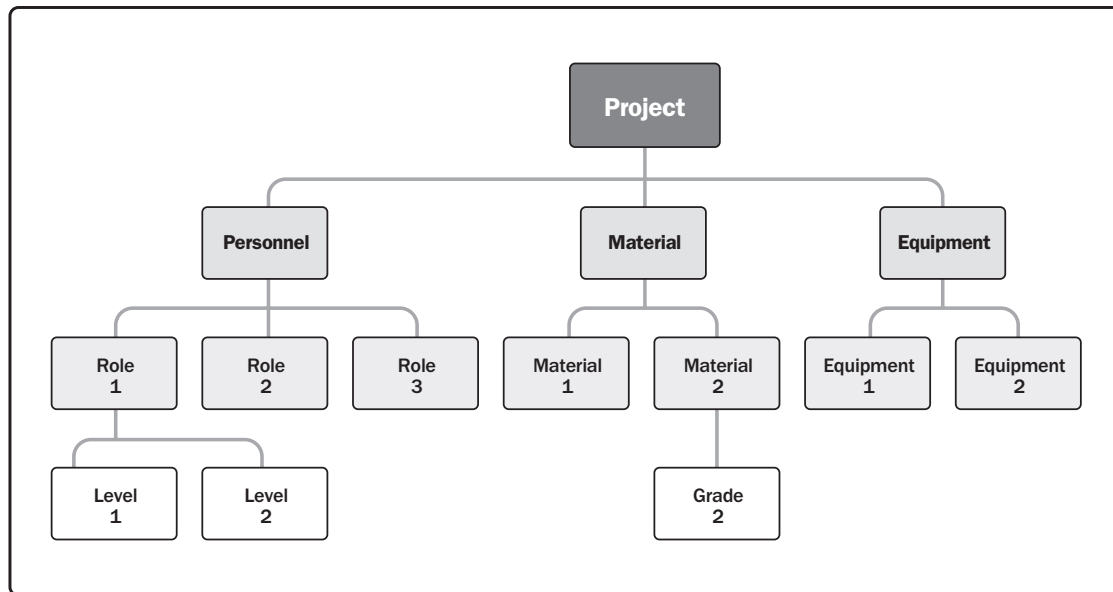 Project
Personnel
Material
Equipment
Role
1
Role
2
Role
3
Material
1
Material
2
Equipment
1
Equipment
2
Level
1
Level
2
Grade
2